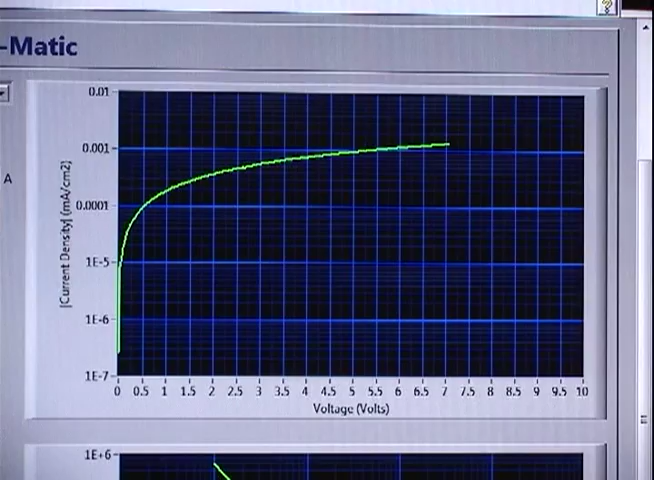 -Matic
A
0.01
0.001
0.0001
1E-5
1E-6
1E-7
|Current Density| (mA/cm2)
0 0.5 1 1.5 2 2.5 3 3.5 4 4.5 5 5.5 6 6.5 7 7.5 8 8.5 9 9.5 10
Voltage (Volts)
1E+6